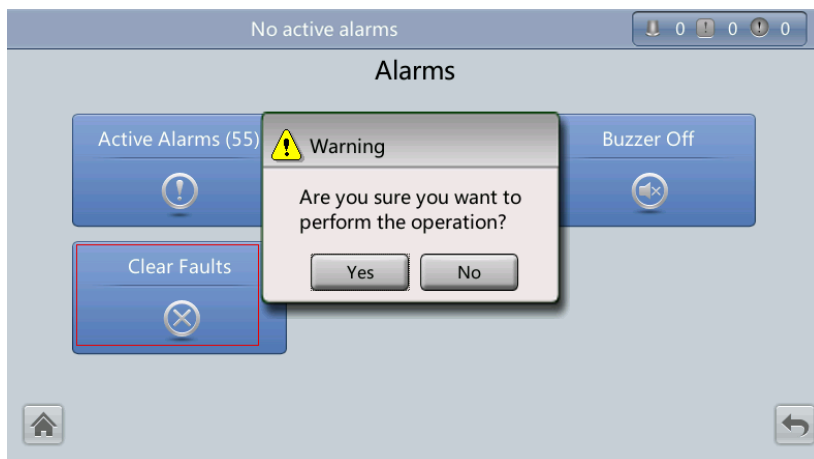 No active alarms
0 0 0
Alarms
Active Alarms (55)
Buzzer Off
Warning
Are you sure you want to
perform the operation?
Yes No
Clear Faults